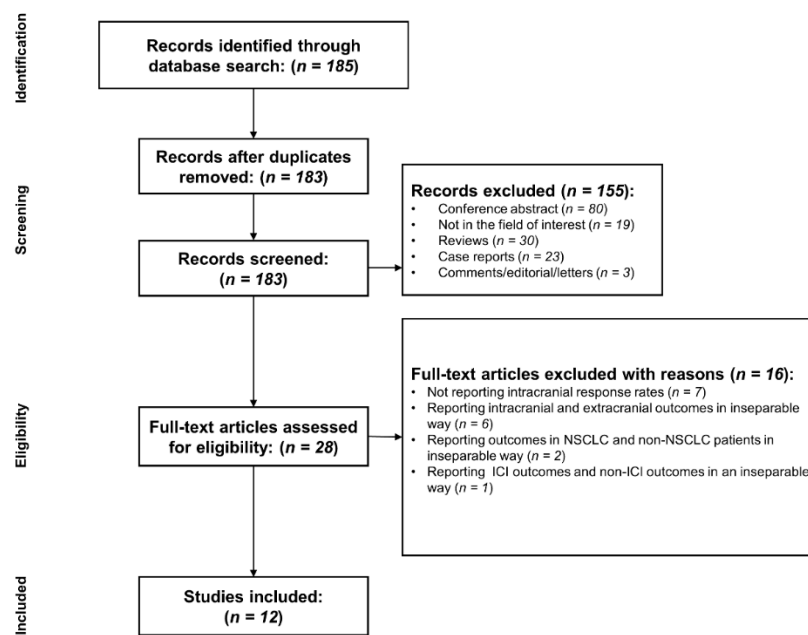 Identification
Records identified through
database search: (n = 185)
Screening
Records after duplicates
removed: (n = 183)
Records excluded (n = 155):
• Conference abstract (n = 80)
• Not in the field of interest (n = 19)
• Reviews (n = 30)
• Case reports (n = 23)
• Comments/editorial/letters (n = 3)
Records screened:
(n = 183)
Eligibility
Full-text articles assessed
for eligibility: (n = 28)
Full-text articles excluded with reasons (n = 16):
• Not reporting intracranial response rates (n = 7)
• Reporting intracranial and extracranial outcomes in inseparable
way (n = 6)
• Reporting outcomes in NSCLC and non-NSCLC patients in
inseparable way (n = 2)
• Reporting ICI outcomes and non-ICI outcomes in an inseparable
way (n = 1)
Included
Studies included:
(n = 12)